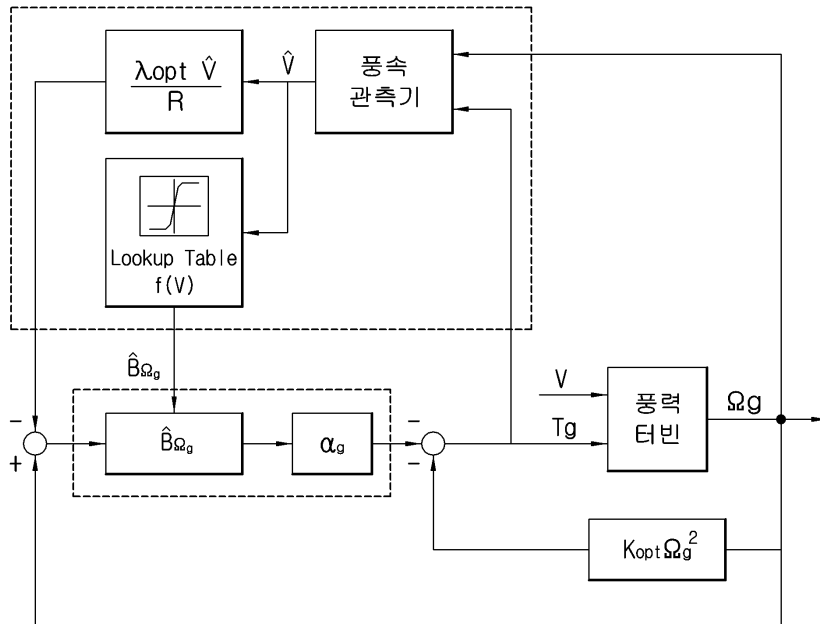 λopt V̂
R
V̂
풍속
관측기
Lookup Table
f(V)
B̂Ωg
V
풍력
터빈
Ωg
Tg
−
+
B̂Ωg
αg
−
−
KoptΩg²